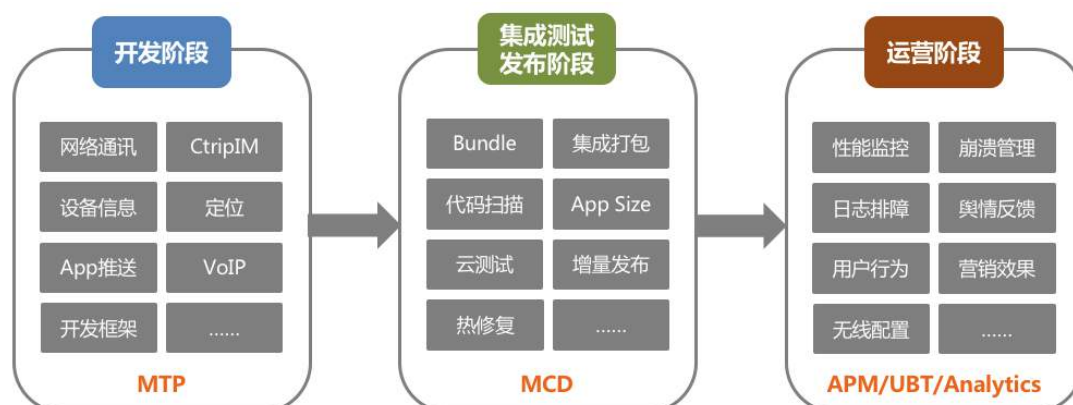 开发阶段
网络通讯 CtripIM
设备信息 定位
App推送 VoIP
开发框架 ……
MTP
集成测试
发布阶段
Bundle 集成打包
代码扫描 App Size
云测试 增量发布
热修复 ……
MCD
运营阶段
性能监控 崩溃管理
日志排障 舆情反馈
用户行为 营销效果
无线配置 ……
APM/UBT/Analytics